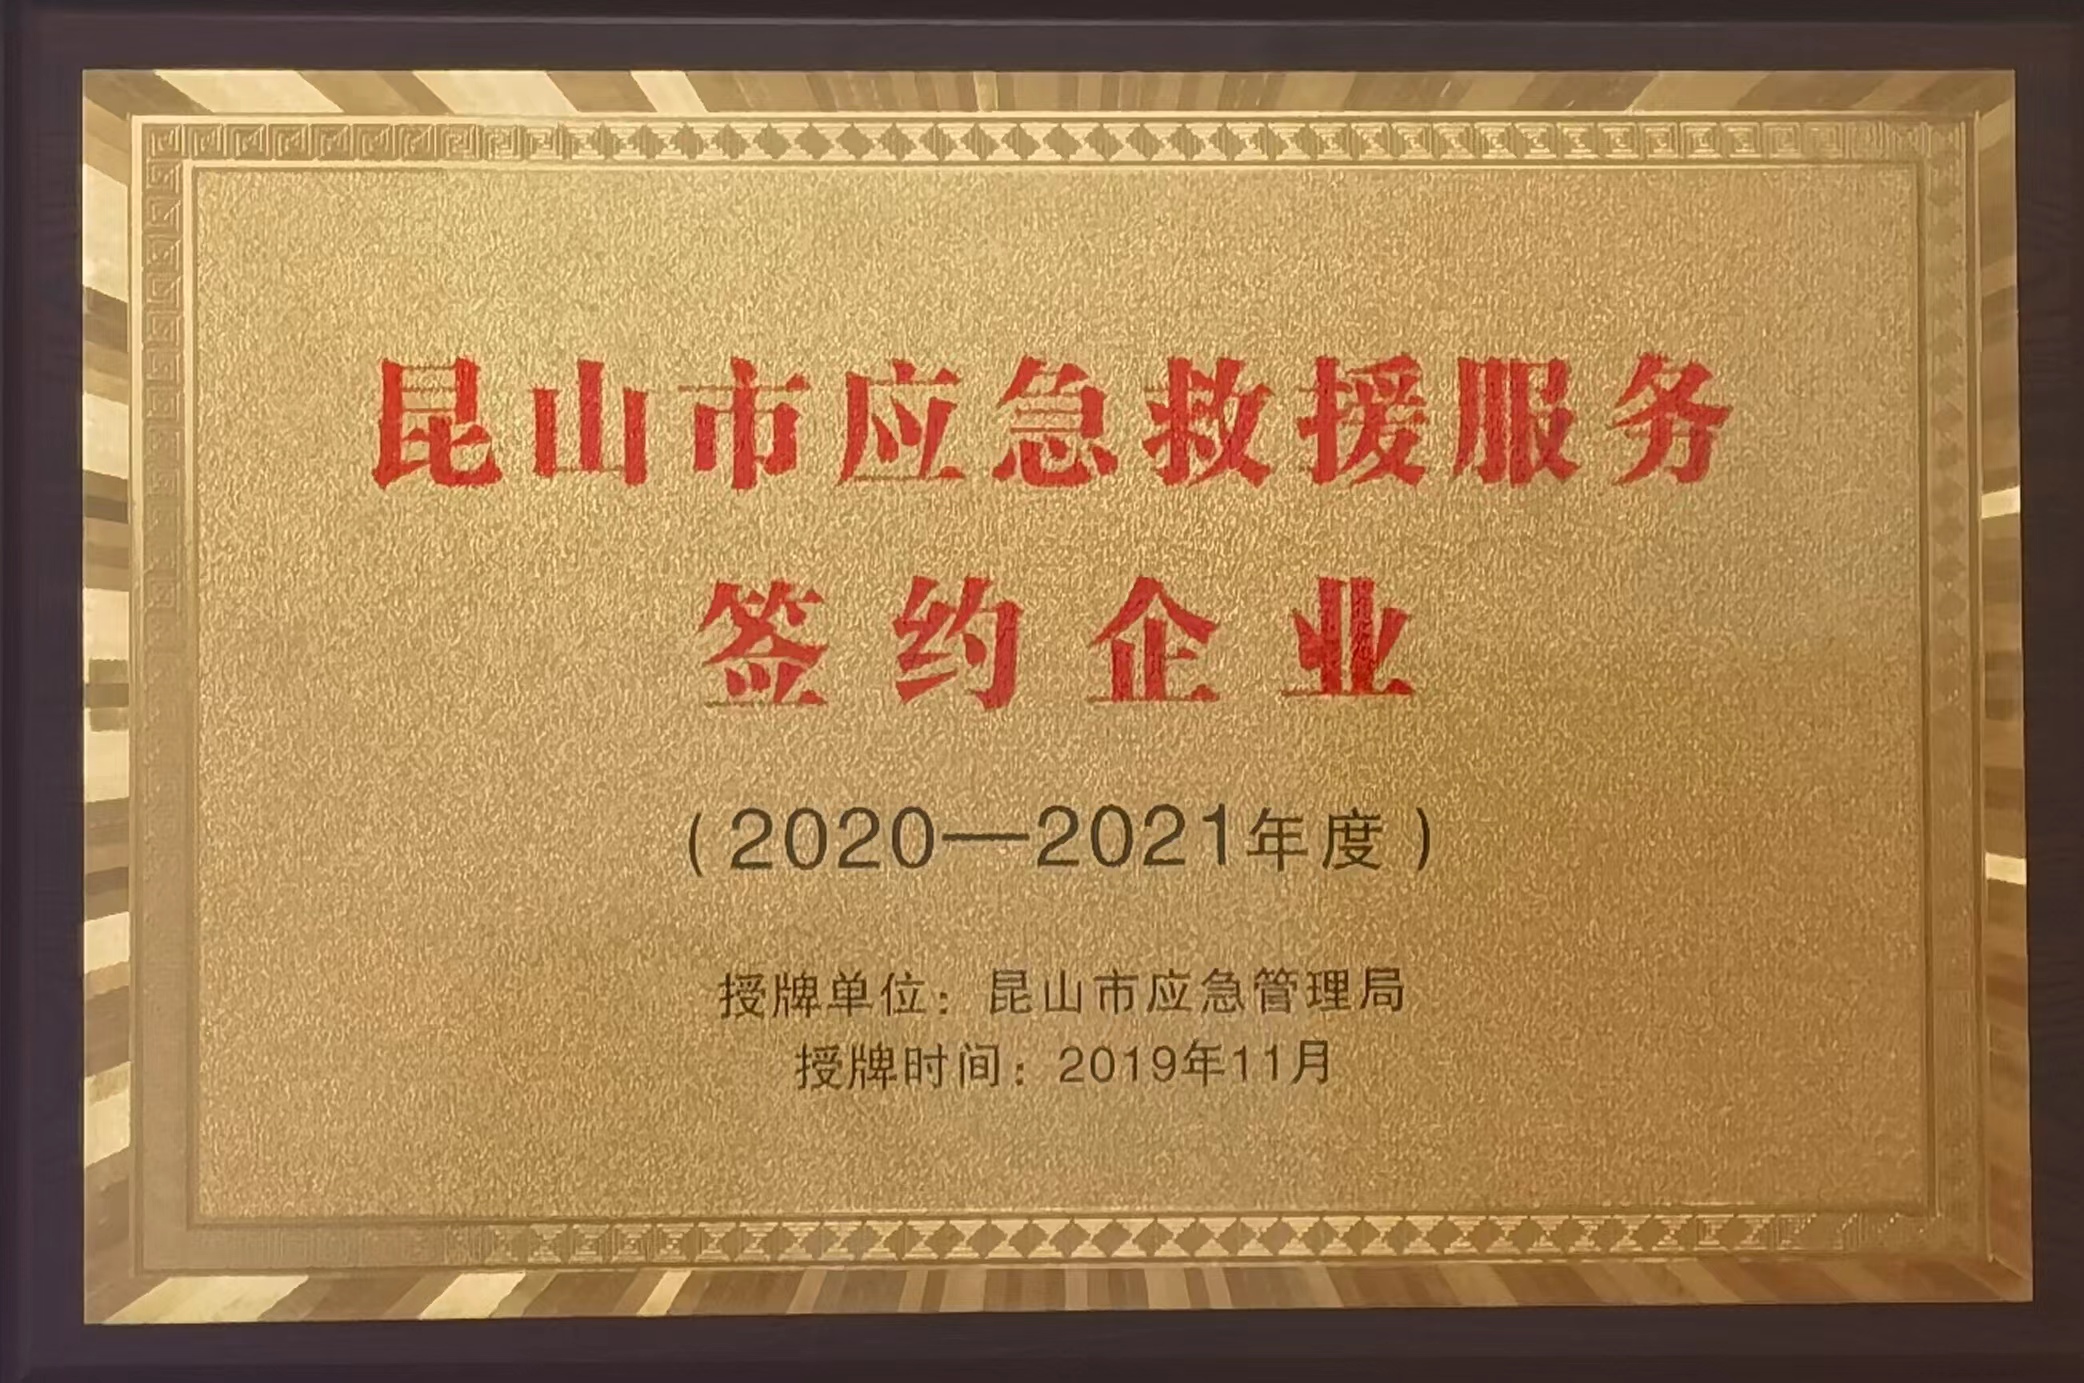 昆山市应急救援服务
签约企业
（2020—2021年度）
授牌单位：昆山市应急管理局
授牌时间：2019年11月